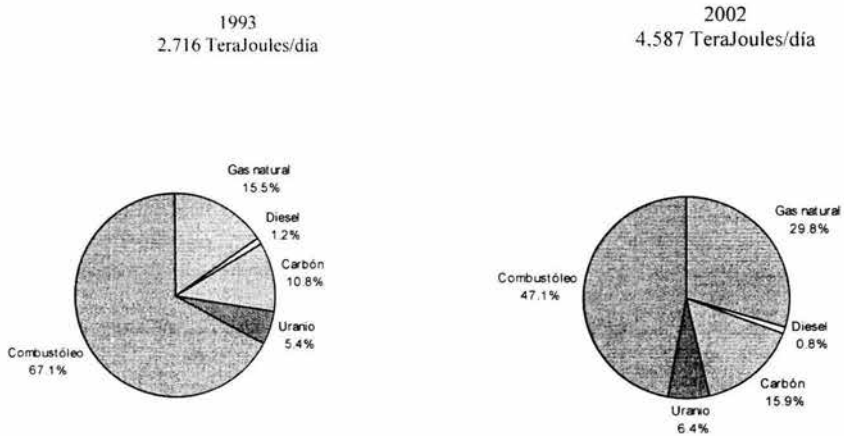 1993
2.716 TeraJoules/día
Gas natural
15.5%
Diesel
1.2%
Carbón
10.8%
Uranio
5.4%
Combustóleo
67.1%
2002
4.587 TeraJoules/día
Gas natural
29.8%
Diesel
0.8%
Carbón
15.9%
Uranio
6.4%
Combustóleo
47.1%